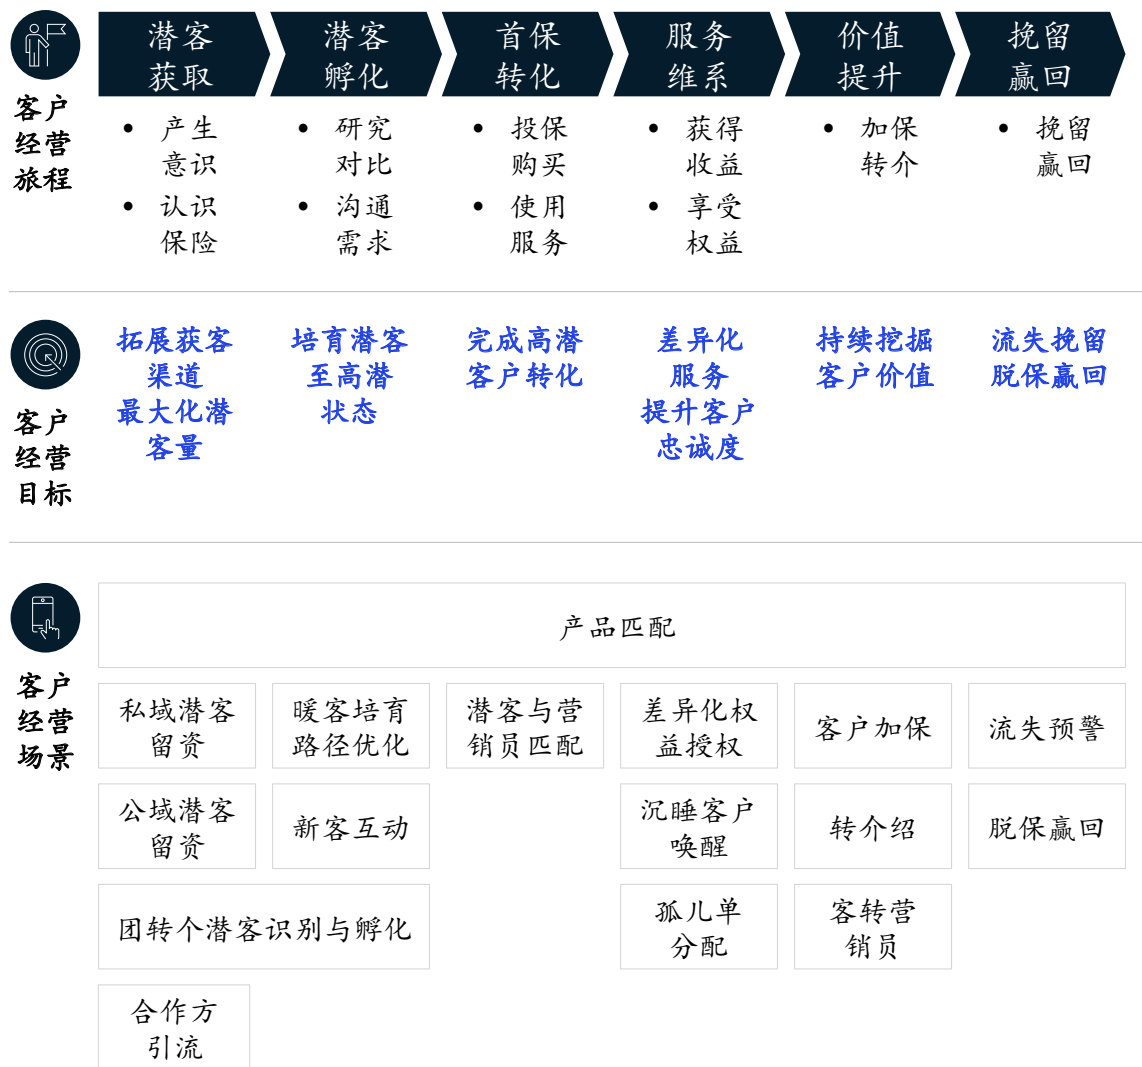 客户
经营
旅程
潜客
获取
潜客
孵化
首保
转化
服务
维系
价值
提升
挽留
赢回
• 产生
意识
• 认识
保险
• 研究
对比
• 沟通
需求
• 投保
购买
• 使用
服务
• 获得
收益
• 享受
权益
• 加保
转介
• 挽留
赢回
客户
经营
目标
拓展获客
渠道
最大化潜
客量
培育潜客
至高潜
状态
完成高潜
客户转化
差异化
服务
提升客户
忠诚度
持续挖掘
客户价值
流失挽留
脱保赢回
客户
经营
场景
产品匹配
私域潜客
留资
暖客培育
路径优化
潜客与营
销员匹配
差异化权
益授权
客户加保
流失预警
公域潜客
留资
新客互动
沉睡客户
唤醒
转介绍
脱保赢回
团转个潜客识别与孵化
孤儿单
分配
客转营
销员
合作方
引流